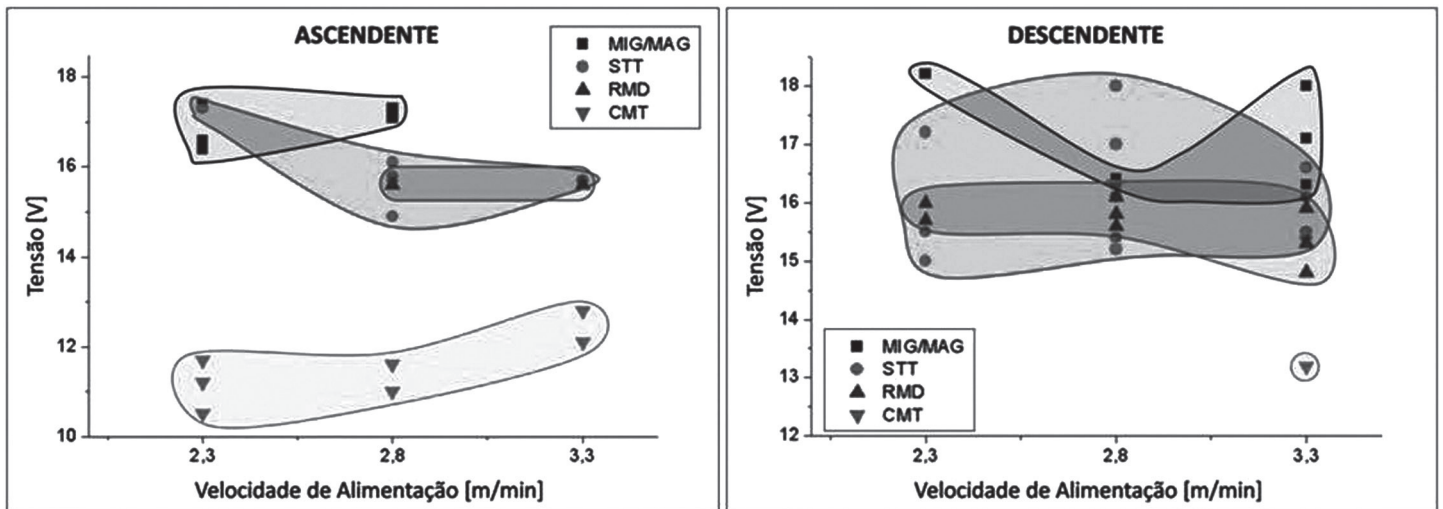 ASCENDENTE
MIG/MAG
STT
RMD
CMT
18
16
14
12
10
Tensão [V]
2,3
2,8
3,3
Velocidade de Alimentação [m/min]
DESCENDENTE
18
17
16
15
14
13
12
Tensão [V]
MIG/MAG
STT
RMD
CMT
2,3
2,8
3,3
Velocidade de Alimentação [m/min]